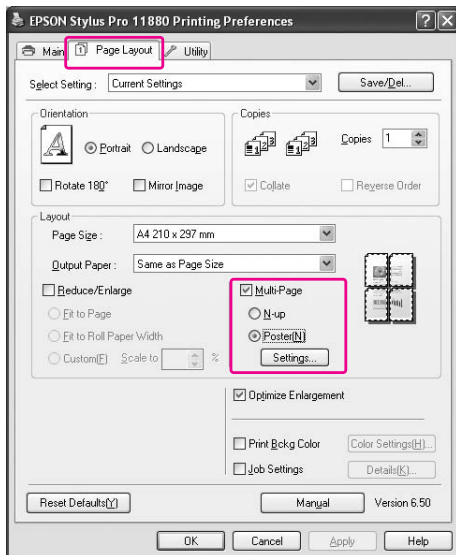 EPSON Stylus Pro 11880 Printing Preferences
Main Page Layout Utility
Select Setting : Current Settings Save/Del...
Orientation Copies
Portrait Landscape Copies 1
Rotate 180° Mirror Image Collate Reverse Order
Layout
Page Size : A4 210 x 297 mm
Output Paper : Same as Page Size
Reduce/Enlarge Multi-Page
Fit to Page N-up
Fit to Roll Paper Width Poster(N)
Custom(F) Scale to % Settings...
Optimize Enlargement
Print Bckg Color Color Settings(H)...
Job Settings Details(K)...
Reset Defaults(Y) Manual Version 6.50
OK Cancel Apply Help